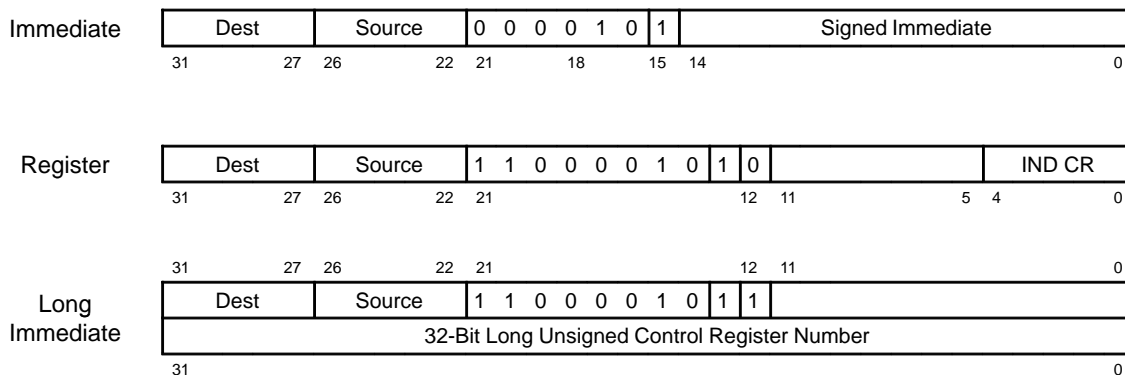 Immediate Dest Source 0 0 0 0 1 0 1 Signed Immediate
31 27 26 22 21 18 15 14 0
Register Dest Source 1 1 0 0 0 0 1 0 1 0 IND CR
31 27 26 22 21 12 11 5 4 0
31 27 26 22 21 12 11 0
Long Immediate Dest Source 1 1 0 0 0 0 1 0 1 1
32-Bit Long Unsigned Control Register Number
31 0